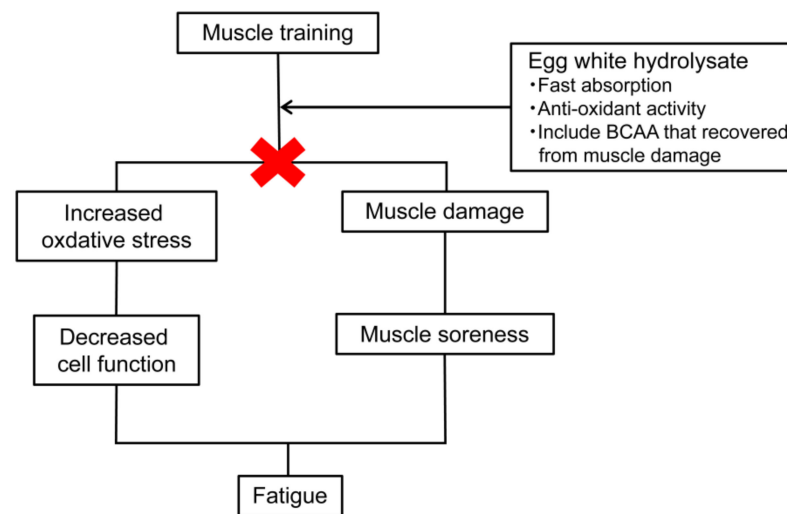 Muscle training
Egg white hydrolysate
・Fast absorption
・Anti-oxidant activity
・Include BCAA that recovered
from muscle damage
Increased
oxdative stress
Muscle damage
Decreased
cell function
Muscle soreness
Fatigue